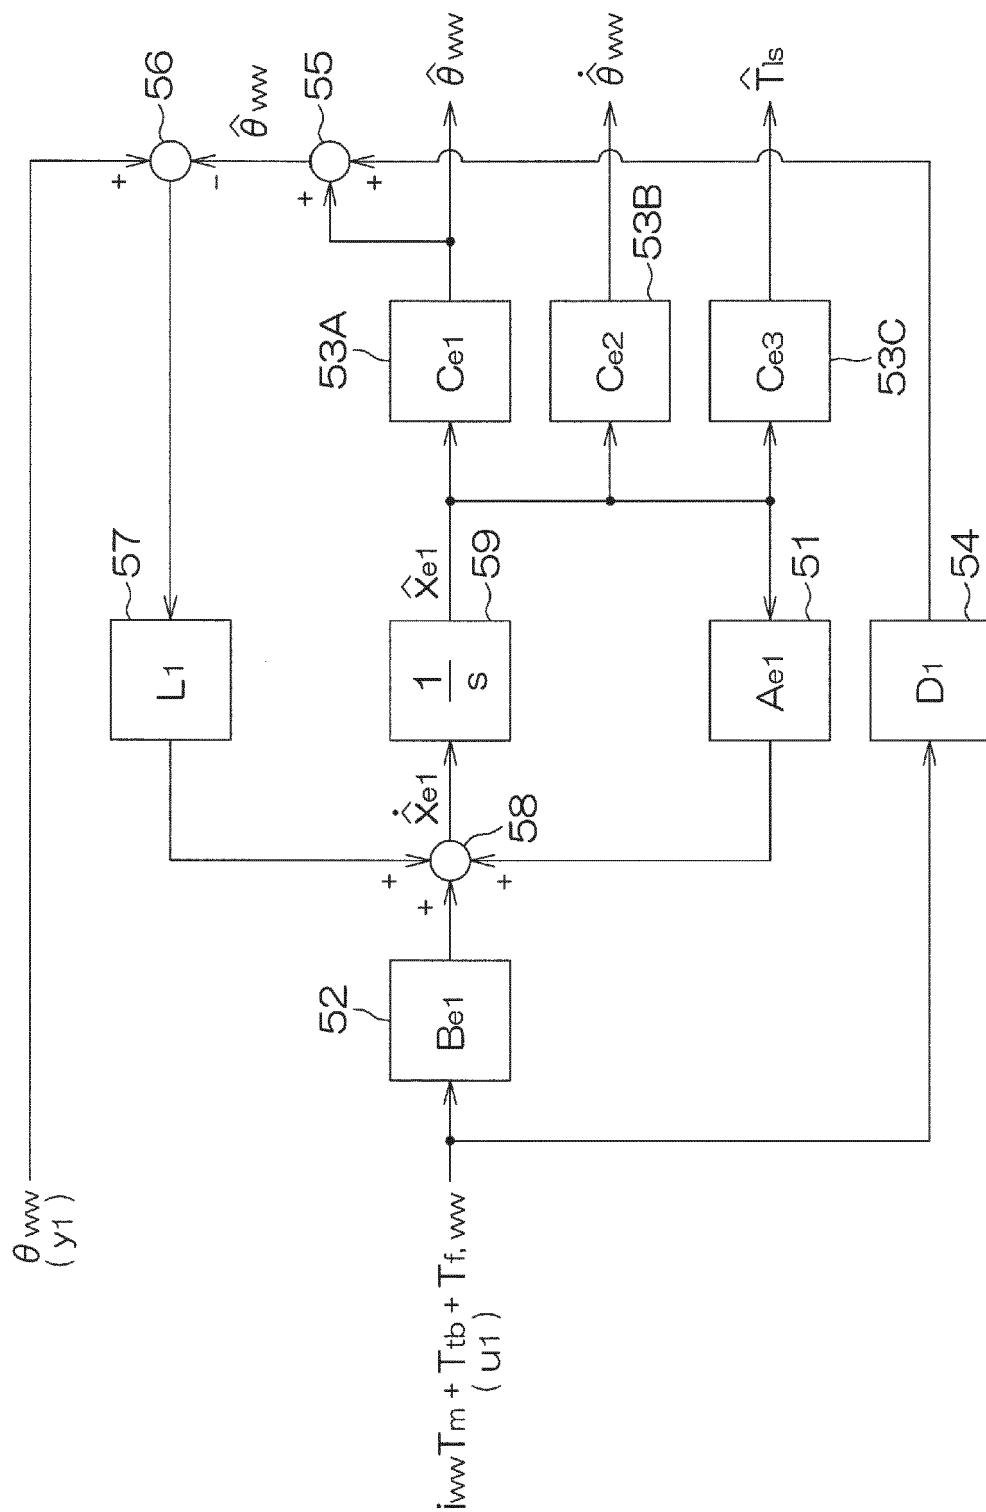 θww
(y1)
iwwTm + Ttb + Tf, ww
(u1)
Be1
52
+
+
+
58
ẋ̂e1
L1
57
1
s
59
x̂e1
Ae1
51
D1
54
Ce1
53A
Ce2
53B
Ce3
53C
+
−
56
θ̂ww
+
+
55
θ̂ww
θ̂̇ww
T̂ls